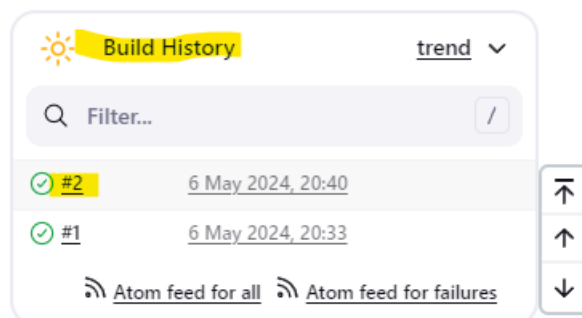 Build History trend
Filter... /
#2 6 May 2024, 20:40
#1 6 May 2024, 20:33
Atom feed for all Atom feed for failures